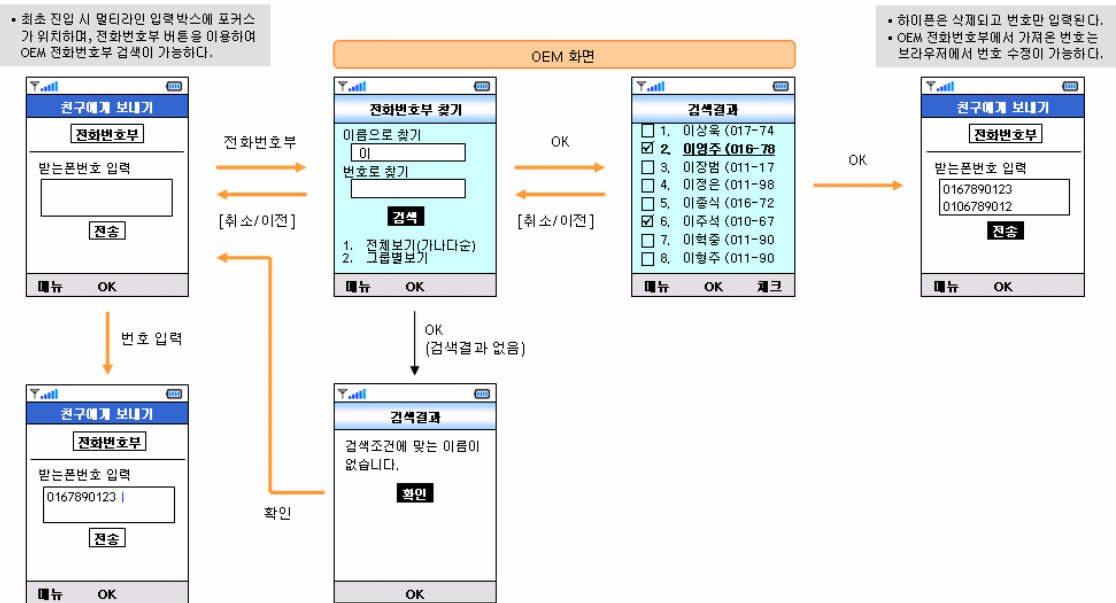 ▪ 최초 진입 시 멀티라인 입력박스에 포커스
가 위치하며, 전화번호부 버튼을 이용하여
OEM 전화번호부 검색이 가능하다.
▪ 하이픈은 삭제되고 번호만 입력된다.
▪ OEM 전화번호부에서 가져온 번호는
브라우저에서 번호 수정이 가능하다.
OEM 화면
친구에게 보내기
전화번호부
받는폰번호 입력
전송
메뉴 OK
전화번호부
[취소/이전]
전화번호부 찾기
이름으로 찾기
이
번호로 찾기
검색
1. 전체보기(가나다순)
2. 그룹별보기
메뉴 OK
OK
[취소/이전]
검색결과
1. 이상욱 (017-74
2. 이영주 (016-78
3. 이장범 (011-17
4. 이정은 (011-98
5. 이종식 (016-72
6. 이주석 (010-67
7. 이혁중 (011-90
8. 이형주 (011-90
메뉴 OK 체크
OK
친구에게 보내기
전화번호부
받는폰번호 입력
0167890123
0106789012
전송
메뉴 OK
번호 입력
OK
(검색결과 없음)
친구에게 보내기
전화번호부
받는폰번호 입력
0167890123
전송
메뉴 OK
확인
검색결과
검색조건에 맞는 이름이
없습니다.
확인
OK